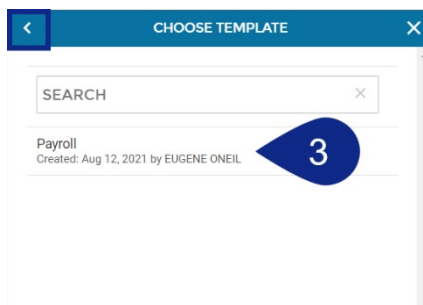 CHOOSE TEMPLATE
SEARCH
Payroll
Created: Aug 12, 2021 by EUGENE ONEIL
3